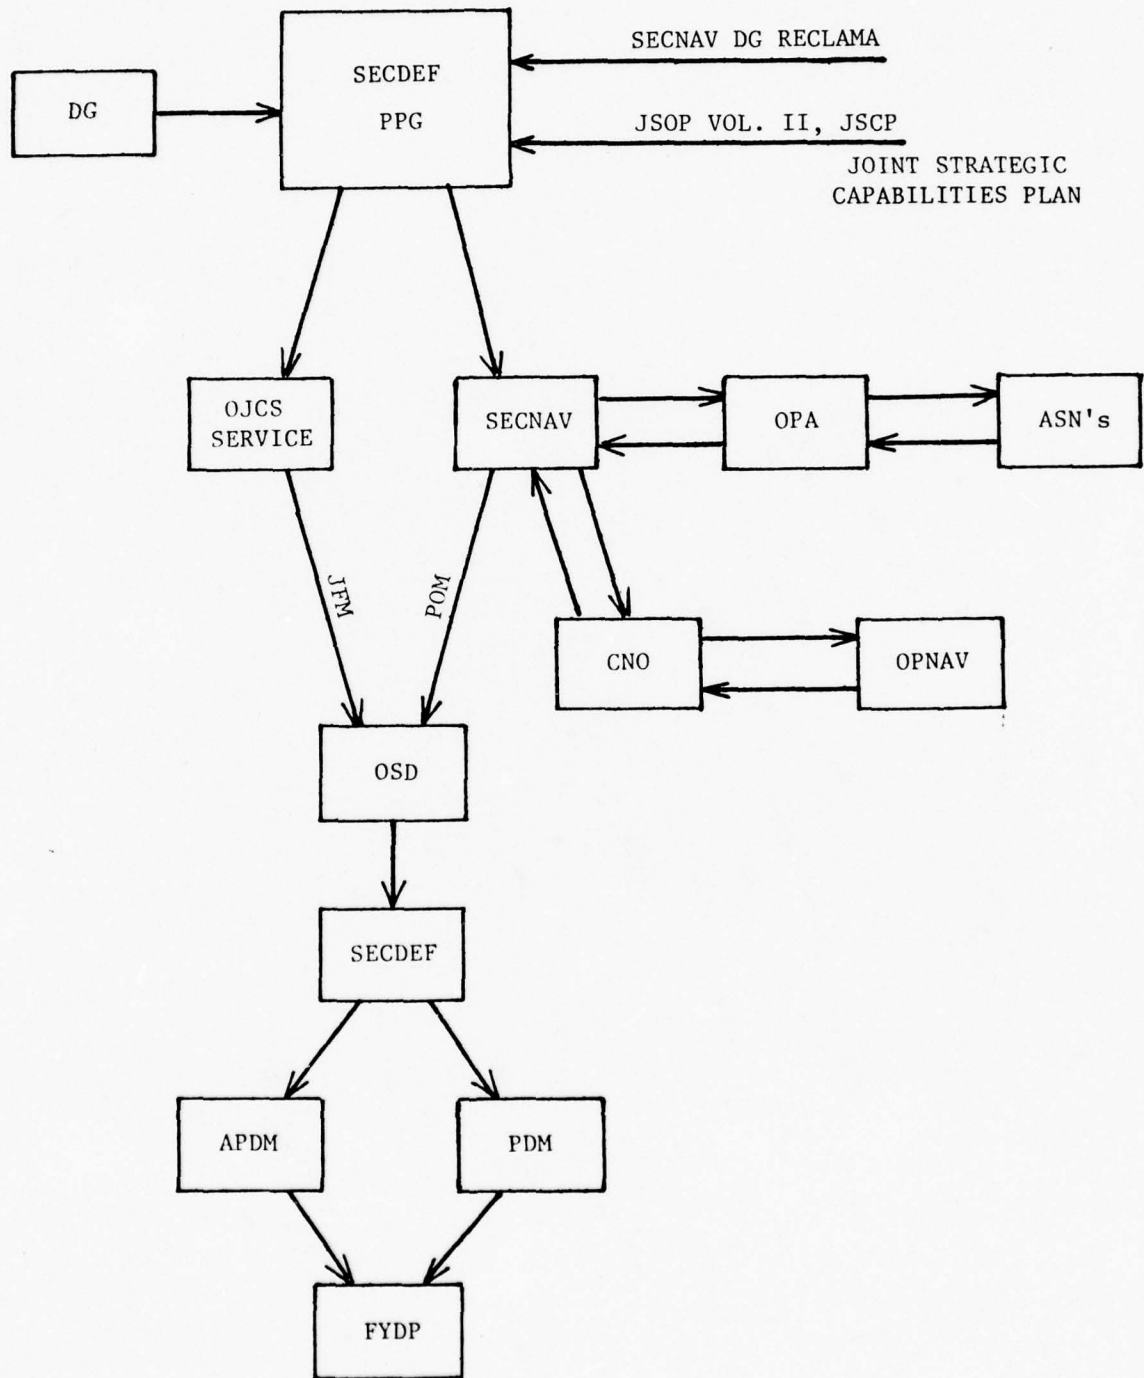 SECNAV DG RECLAMA
DG
SECDEF
PPG
JSOP VOL. II, JSCP
JOINT STRATEGIC
CAPABILITIES PLAN
OJCS
SERVICE
SECNAV
OPA
ASN's
JFM
POM
CNO
OPNAV
OSD
SECDEF
APDM
PDM
FYDP